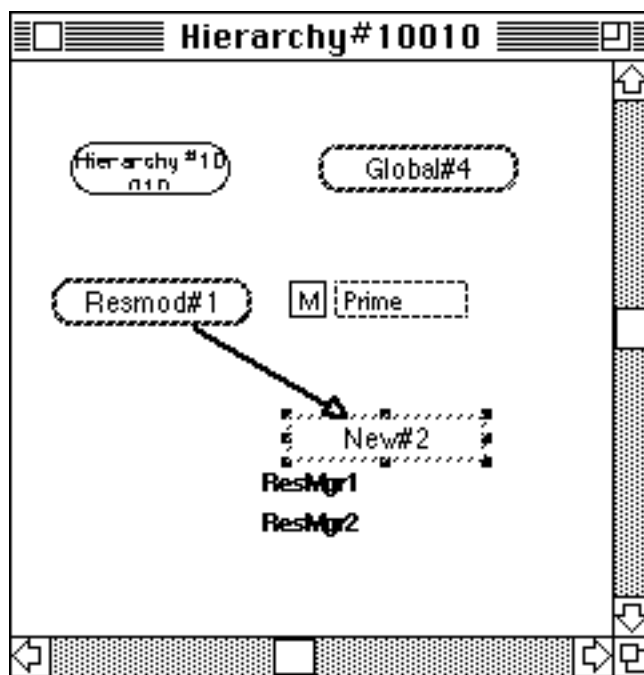 Hierarchy#10010
Hierarchy #10
010
Global#4
Resmod#1
M
Prime
New#2
ResMgr1
ResMgr2